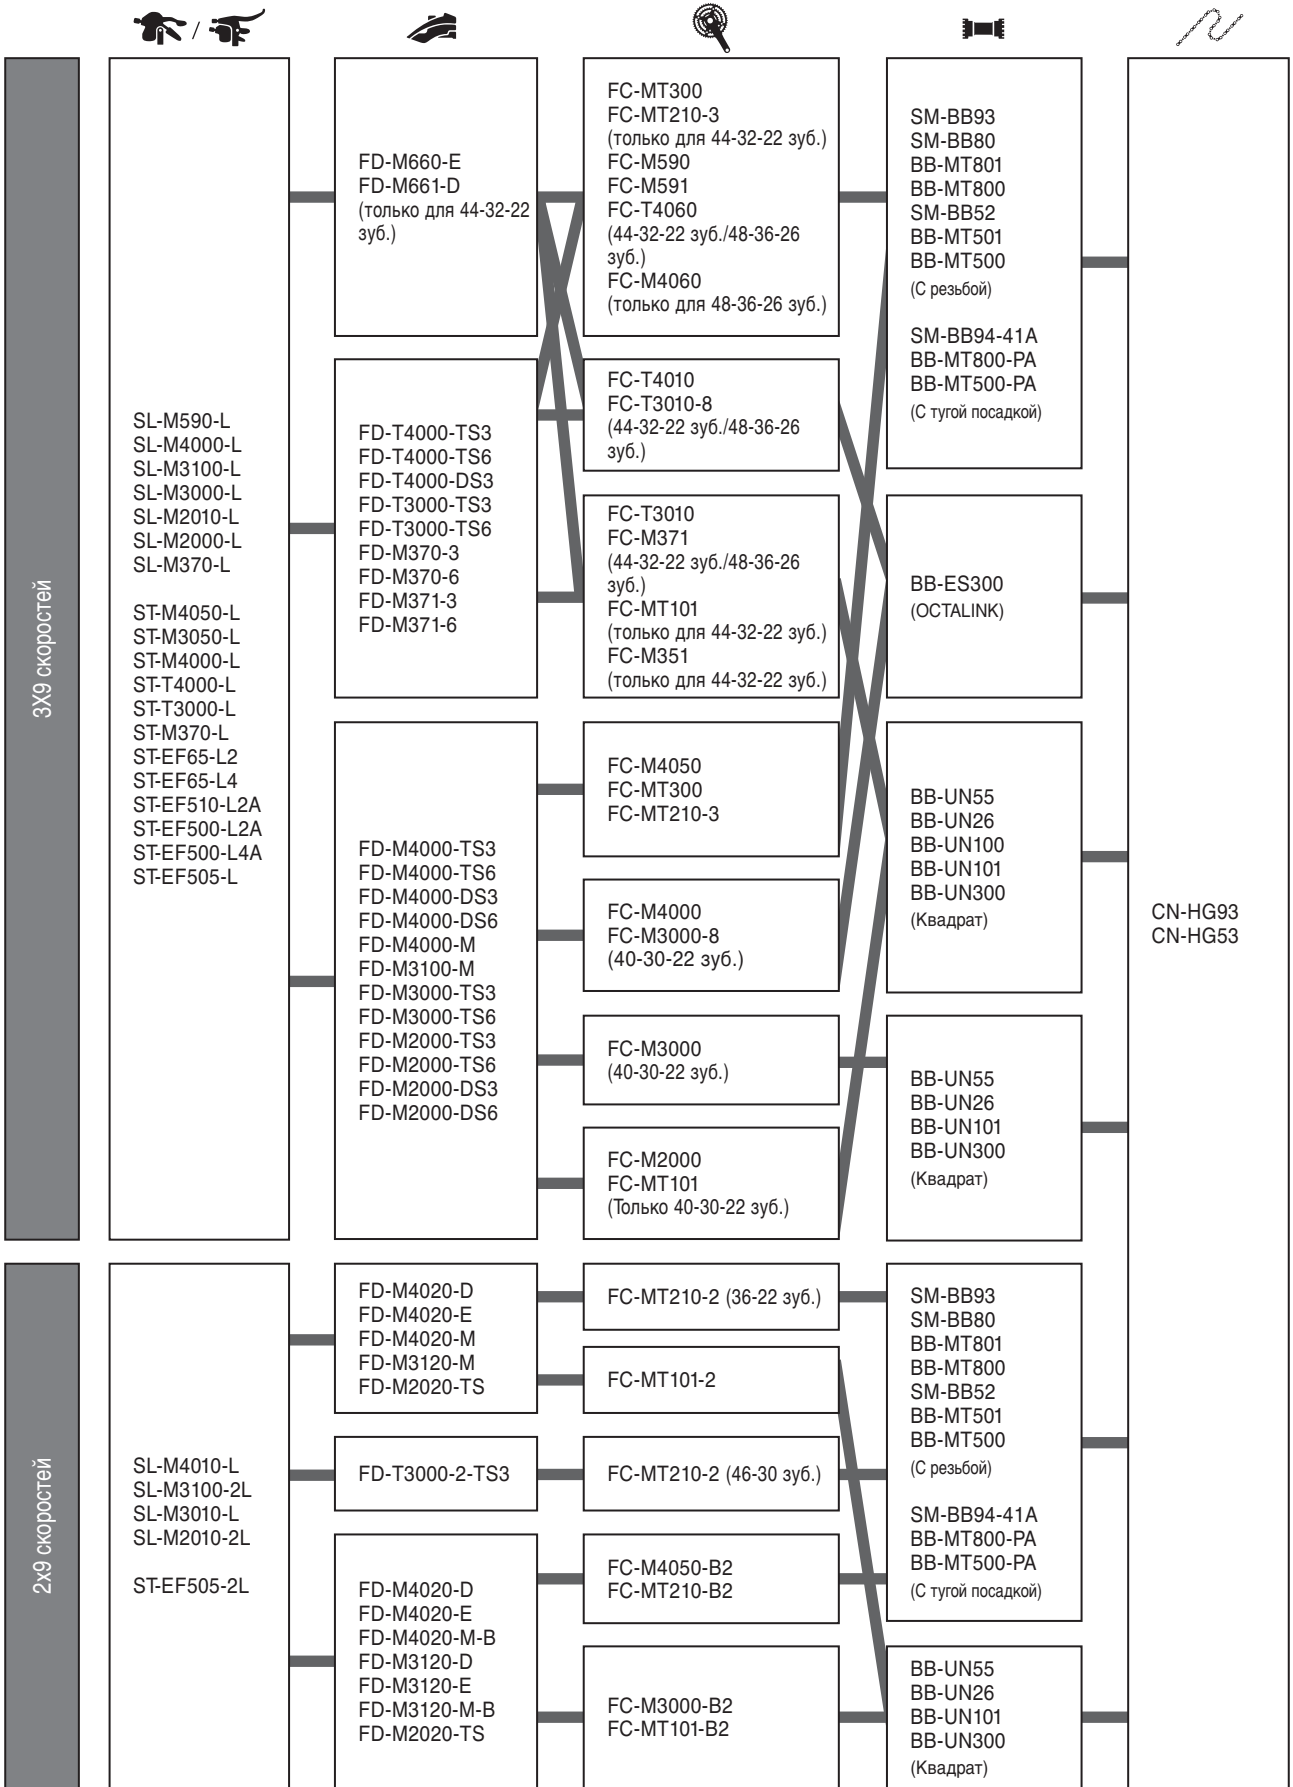 3X9 скоростей
SL-M590-L
SL-M4000-L
SL-M3100-L
SL-M3000-L
SL-M2010-L
SL-M2000-L
SL-M370-L
ST-M4050-L
ST-M3050-L
ST-M4000-L
ST-T4000-L
ST-T3000-L
ST-M370-L
ST-EF65-L2
ST-EF65-L4
ST-EF510-L2A
ST-EF500-L2A
ST-EF500-L4A
ST-EF505-L
FD-M660-E
FD-M661-D
(только для 44-32-22
зуб.)
FD-T4000-TS3
FD-T4000-TS6
FD-T4000-DS3
FD-T3000-TS3
FD-T3000-TS6
FD-M370-3
FD-M370-6
FD-M371-3
FD-M371-6
FD-M4000-TS3
FD-M4000-TS6
FD-M4000-DS3
FD-M4000-DS6
FD-M4000-M
FD-M3100-M
FD-M3000-TS3
FD-M3000-TS6
FD-M2000-TS3
FD-M2000-TS6
FD-M2000-DS3
FD-M2000-DS6
FC-MT300
FC-MT210-3
(только для 44-32-22 зуб.)
FC-M590
FC-M591
FC-T4060
(44-32-22 зуб./48-36-26
зуб.)
FC-M4060
(только для 48-36-26 зуб.)
FC-T4010
FC-T3010-8
(44-32-22 зуб./48-36-26
зуб.)
FC-T3010
FC-M371
(44-32-22 зуб./48-36-26
зуб.)
FC-MT101
(только для 44-32-22 зуб.)
FC-M351
(только для 44-32-22 зуб.)
FC-M4050
FC-MT300
FC-MT210-3
FC-M4000
FC-M3000-8
(40-30-22 зуб.)
FC-M3000
(40-30-22 зуб.)
FC-M2000
FC-MT101
(Только 40-30-22 зуб.)
SM-BB93
SM-BB80
BB-MT801
BB-MT800
SM-BB52
BB-MT501
BB-MT500
(С резьбой)
SM-BB94-41A
BB-MT800-PA
BB-MT500-PA
(С тугой посадкой)
BB-ES300
(OCTALINK)
BB-UN55
BB-UN26
BB-UN100
BB-UN101
BB-UN300
(Квадрат)
BB-UN55
BB-UN26
BB-UN101
BB-UN300
(Квадрат)
CN-HG93
CN-HG53
2x9 скоростей
SL-M4010-L
SL-M3100-2L
SL-M3010-L
SL-M2010-2L
ST-EF505-2L
FD-M4020-D
FD-M4020-E
FD-M4020-M
FD-M3120-M
FD-M2020-TS
FD-T3000-2-TS3
FD-M4020-D
FD-M4020-E
FD-M4020-M-B
FD-M3120-D
FD-M3120-E
FD-M3120-M-B
FD-M2020-TS
FC-MT210-2 (36-22 зуб.)
FC-MT101-2
FC-MT210-2 (46-30 зуб.)
FC-M4050-B2
FC-MT210-B2
FC-M3000-B2
FC-MT101-B2
SM-BB93
SM-BB80
BB-MT801
BB-MT800
SM-BB52
BB-MT501
BB-MT500
(С резьбой)
SM-BB94-41A
BB-MT800-PA
BB-MT500-PA
(С тугой посадкой)
BB-UN55
BB-UN26
BB-UN101
BB-UN300
(Квадрат)